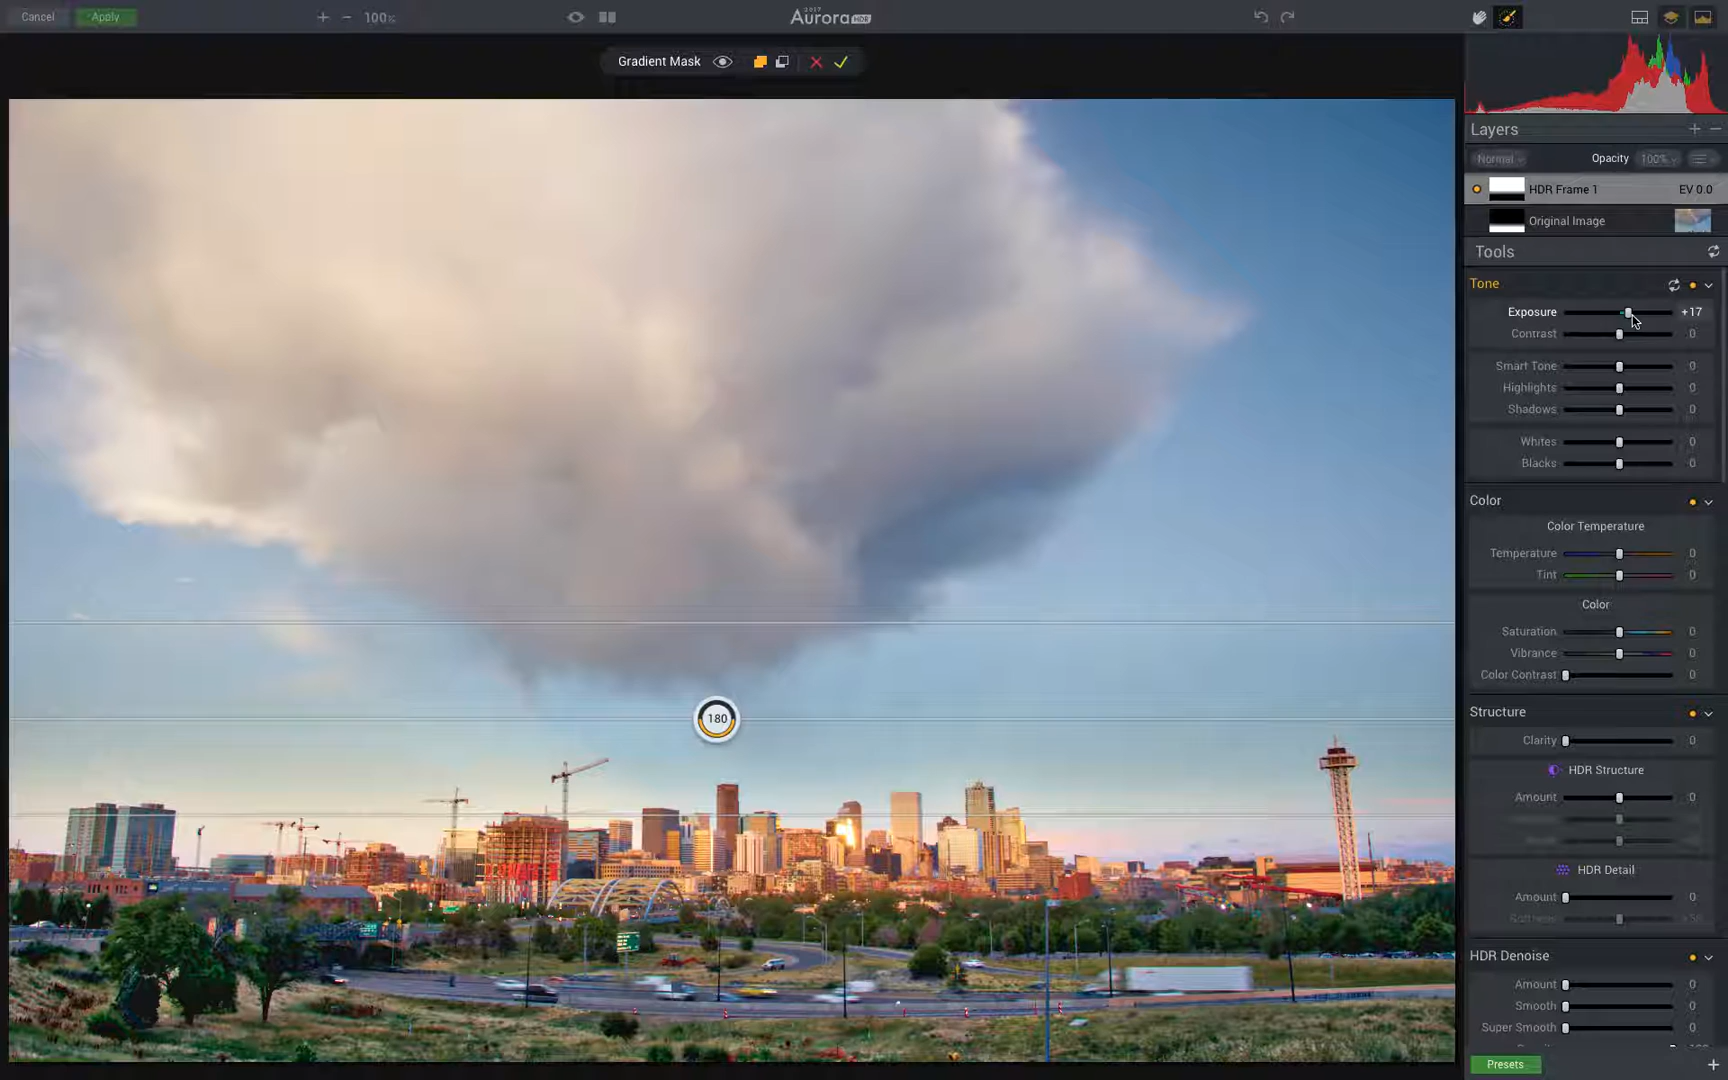 Cancel
Apply
100%
2017
Aurora HDR
Gradient Mask
Layers
Normal
Opacity 100%
HDR Frame 1 EV 0.0
Original Image
Tools
Tone
Exposure +17
Contrast 0
Smart Tone 0
Highlights 0
Shadows 0
Whites 0
Blacks 0
Color
Color Temperature
Temperature 0
Tint 0
Color
Saturation 0
Vibrance 0
Color Contrast 0
Structure
Clarity 0
HDR Structure
Amount 0
HDR Detail
Amount 0
HDR Denoise
Amount 0
Smooth 0
Super Smooth 0
Presets
180